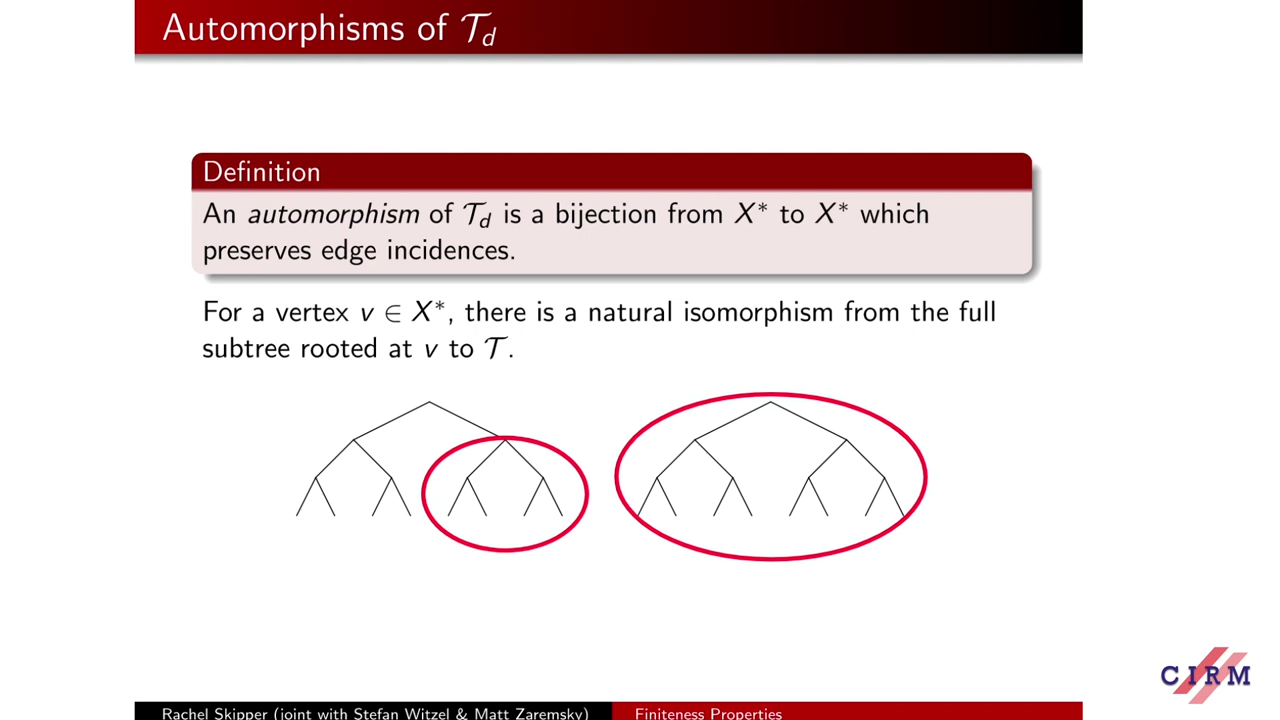 Automorphisms of 𝒯_d
Definition
An automorphism of 𝒯_d is a bijection from X* to X* which
preserves edge incidences.
For a vertex v ∈ X*, there is a natural isomorphism from the full
subtree rooted at v to 𝒯.
CIRM
Rachel Skipper (joint with Stefan Witzel & Matt Zaremsky)
Finiteness Properties